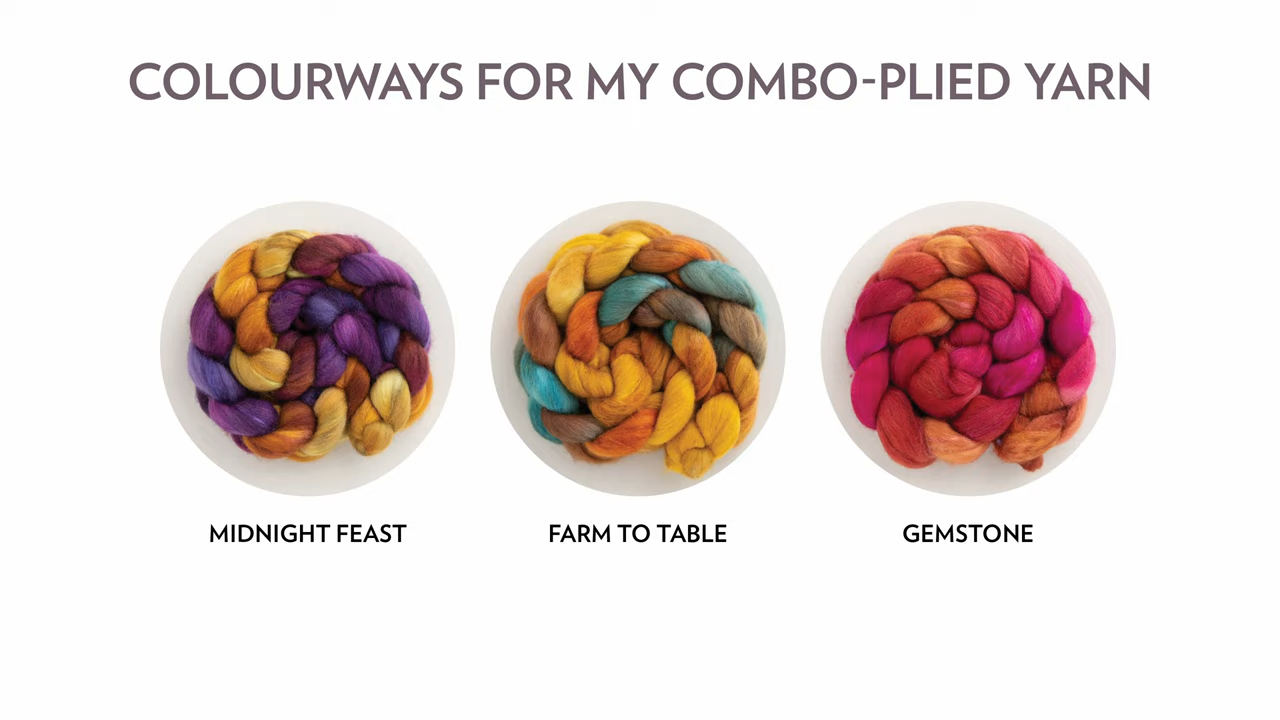 COLOURWAYS FOR MY COMBO-PLIED YARN
MIDNIGHT FEAST
FARM TO TABLE
GEMSTONE